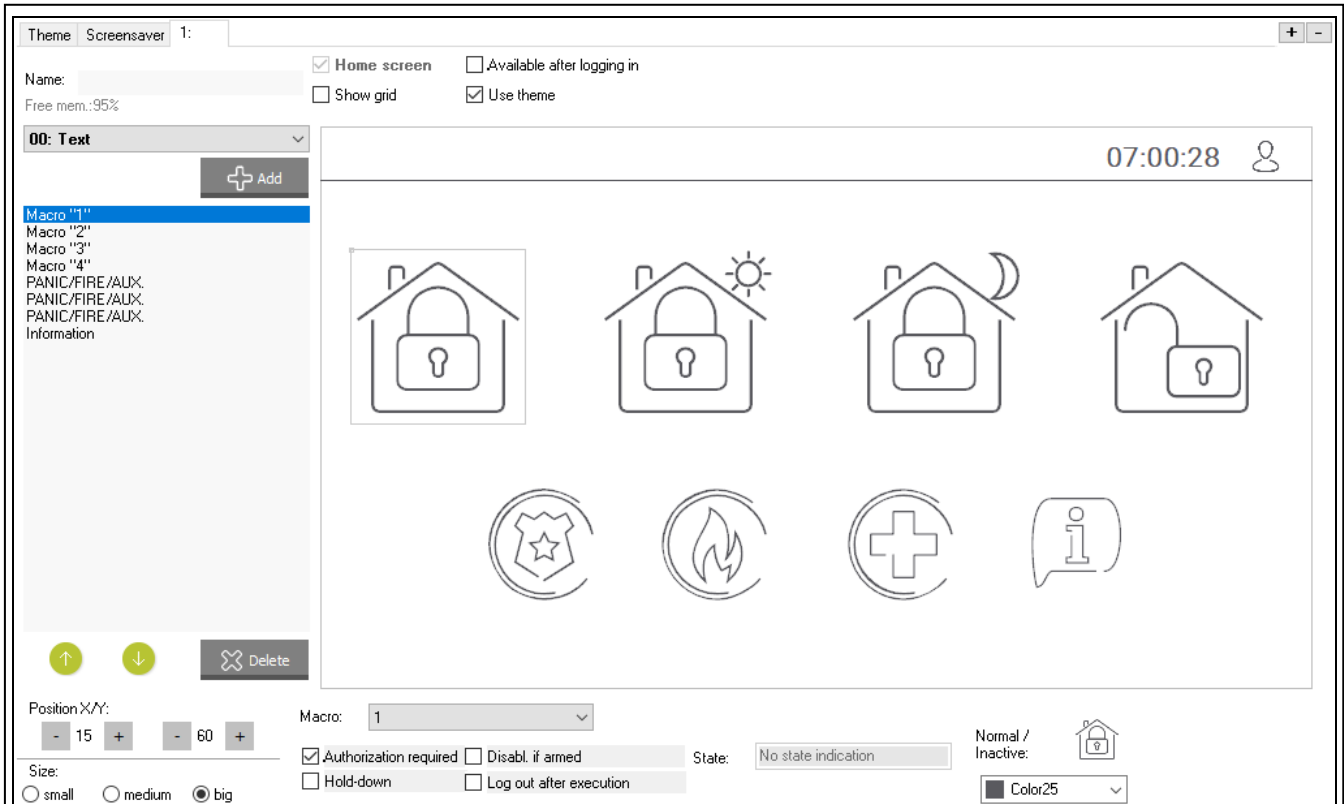 Theme Screensaver 1: + -
Name:
Home screen Available after logging in
Free mem.:95%
Show grid Use theme
00: Text
Add
07:00:28
Macro "1"
Macro "2"
Macro "3"
Macro "4"
PANIC/FIRE/AUX.
PANIC/FIRE/AUX.
PANIC/FIRE/AUX.
Information
Delete
Position X/Y:
- 15 + - 60 +
Size:
small medium big
Macro: 1
Authorization required Disabl. if armed
Hold-down Log out after execution
State: No state indication
Normal /
Inactive:
Color25